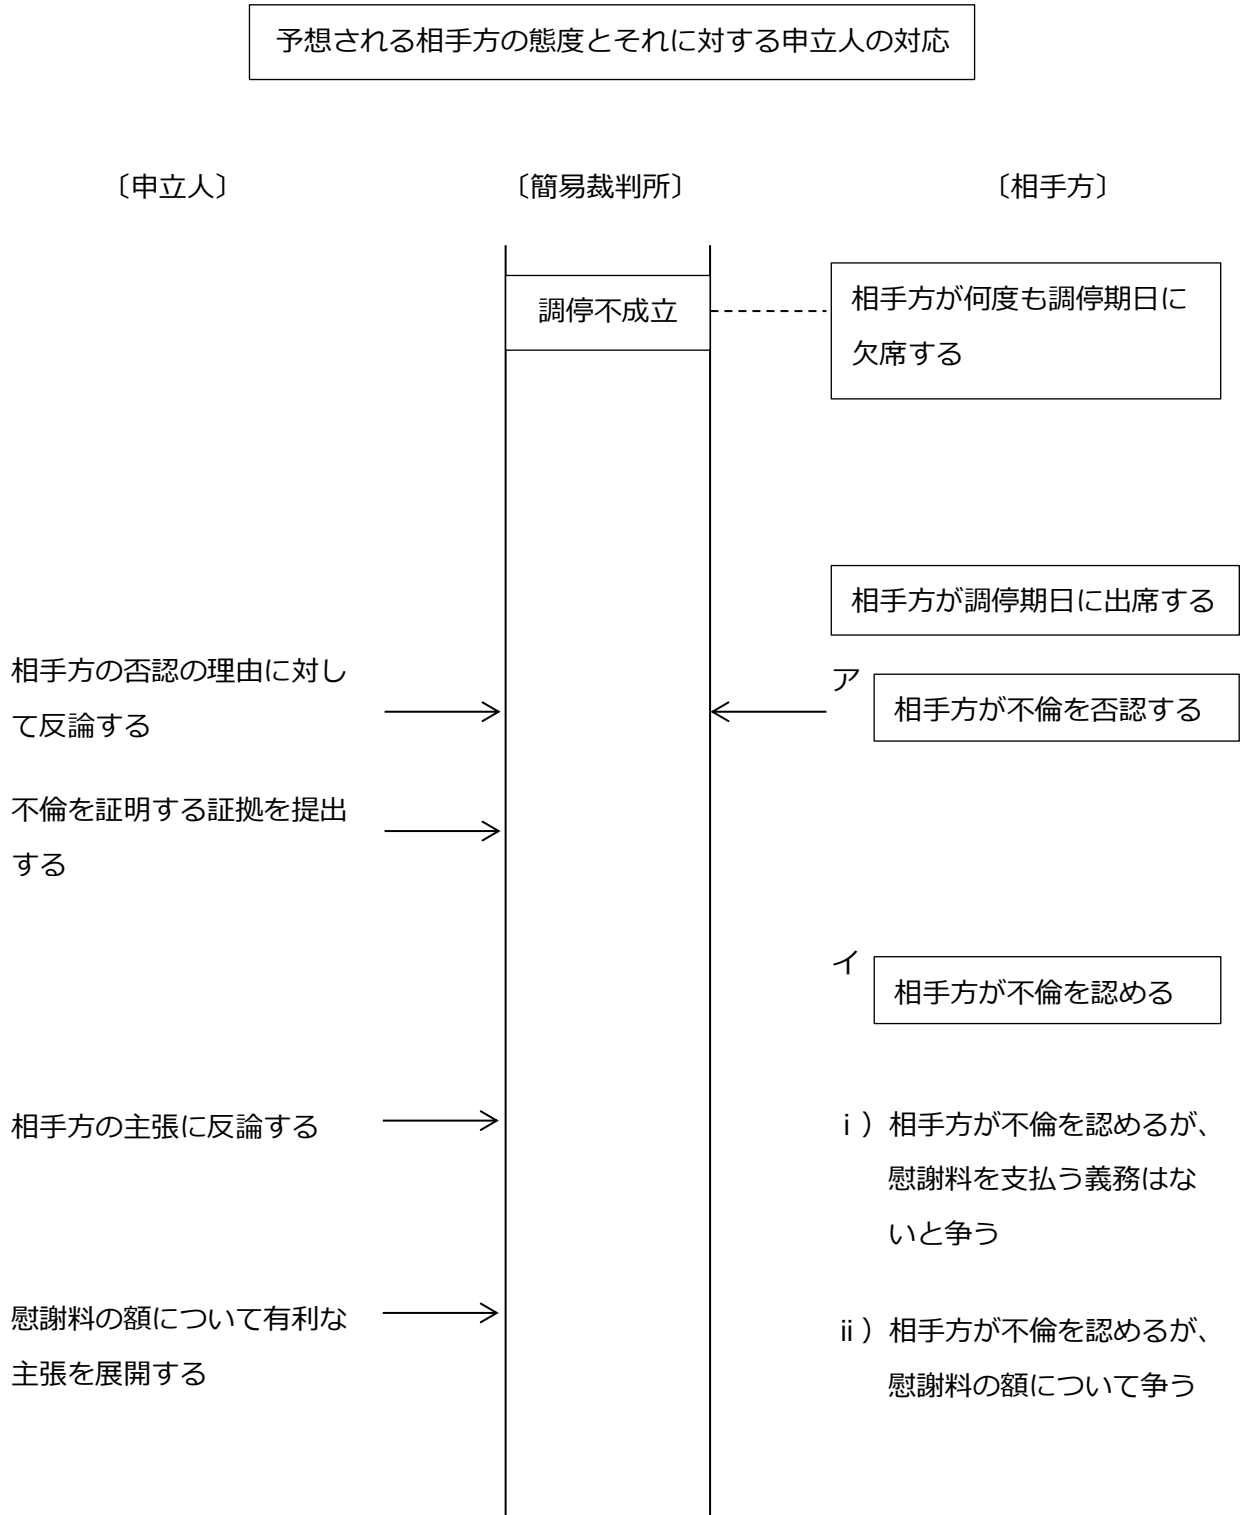 予想される相手方の態度とそれに対する申立人の対応
〔申立人〕
〔簡易裁判所〕
〔相手方〕
調停不成立
相手方が何度も調停期日に
欠席する
相手方が調停期日に出席する
相手方の否認の理由に対し
て反論する
ア
相手方が不倫を否認する
不倫を証明する証拠を提出
する
イ
相手方が不倫を認める
相手方の主張に反論する
ⅰ）相手方が不倫を認めるが、
慰謝料を支払う義務はな
いと争う
慰謝料の額について有利な
主張を展開する
ⅱ）相手方が不倫を認めるが、
慰謝料の額について争う